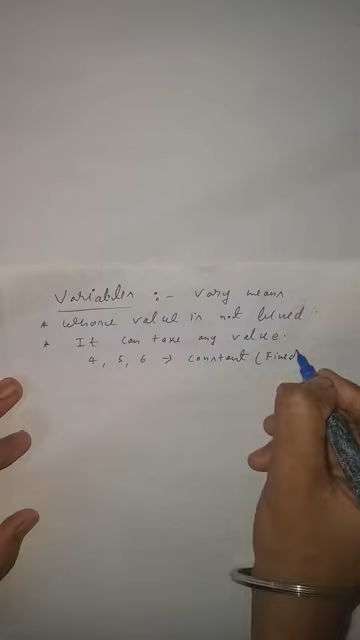 Variables :- vary means
* whose value is not fixed.
* It can take any value.
4, 5, 6 → constant (Fixed